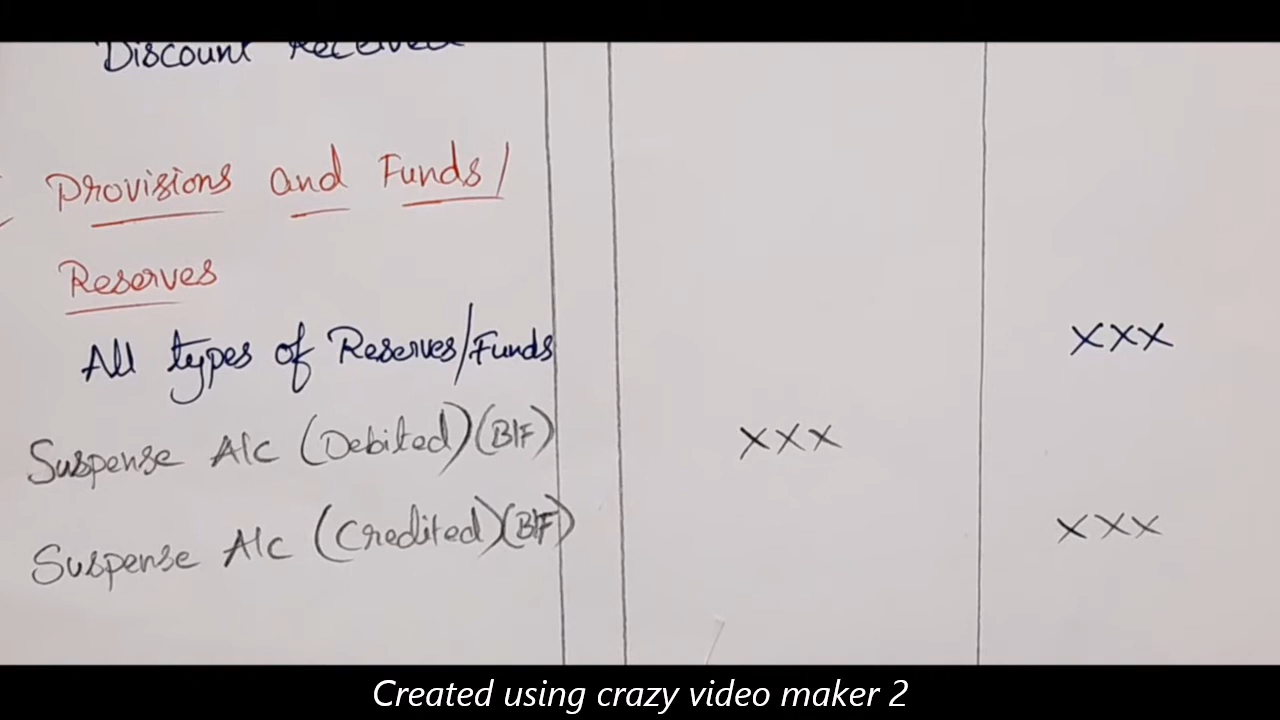 Discount Received
Provisions and Funds/
Reserves
All types of Reserves/Funds
XXX
Suspense A/c (Debited)(B/F)
XXX
Suspense A/c (Credited)(B/F)
XXX
Created using crazy video maker 2